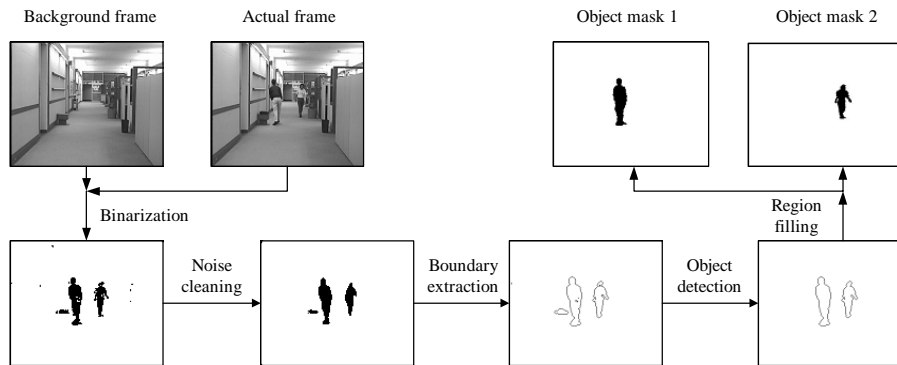 Background frame
Actual frame
Object mask 1
Object mask 2
Binarization
Region
filling
Noise
cleaning
Boundary
extraction
Object
detection